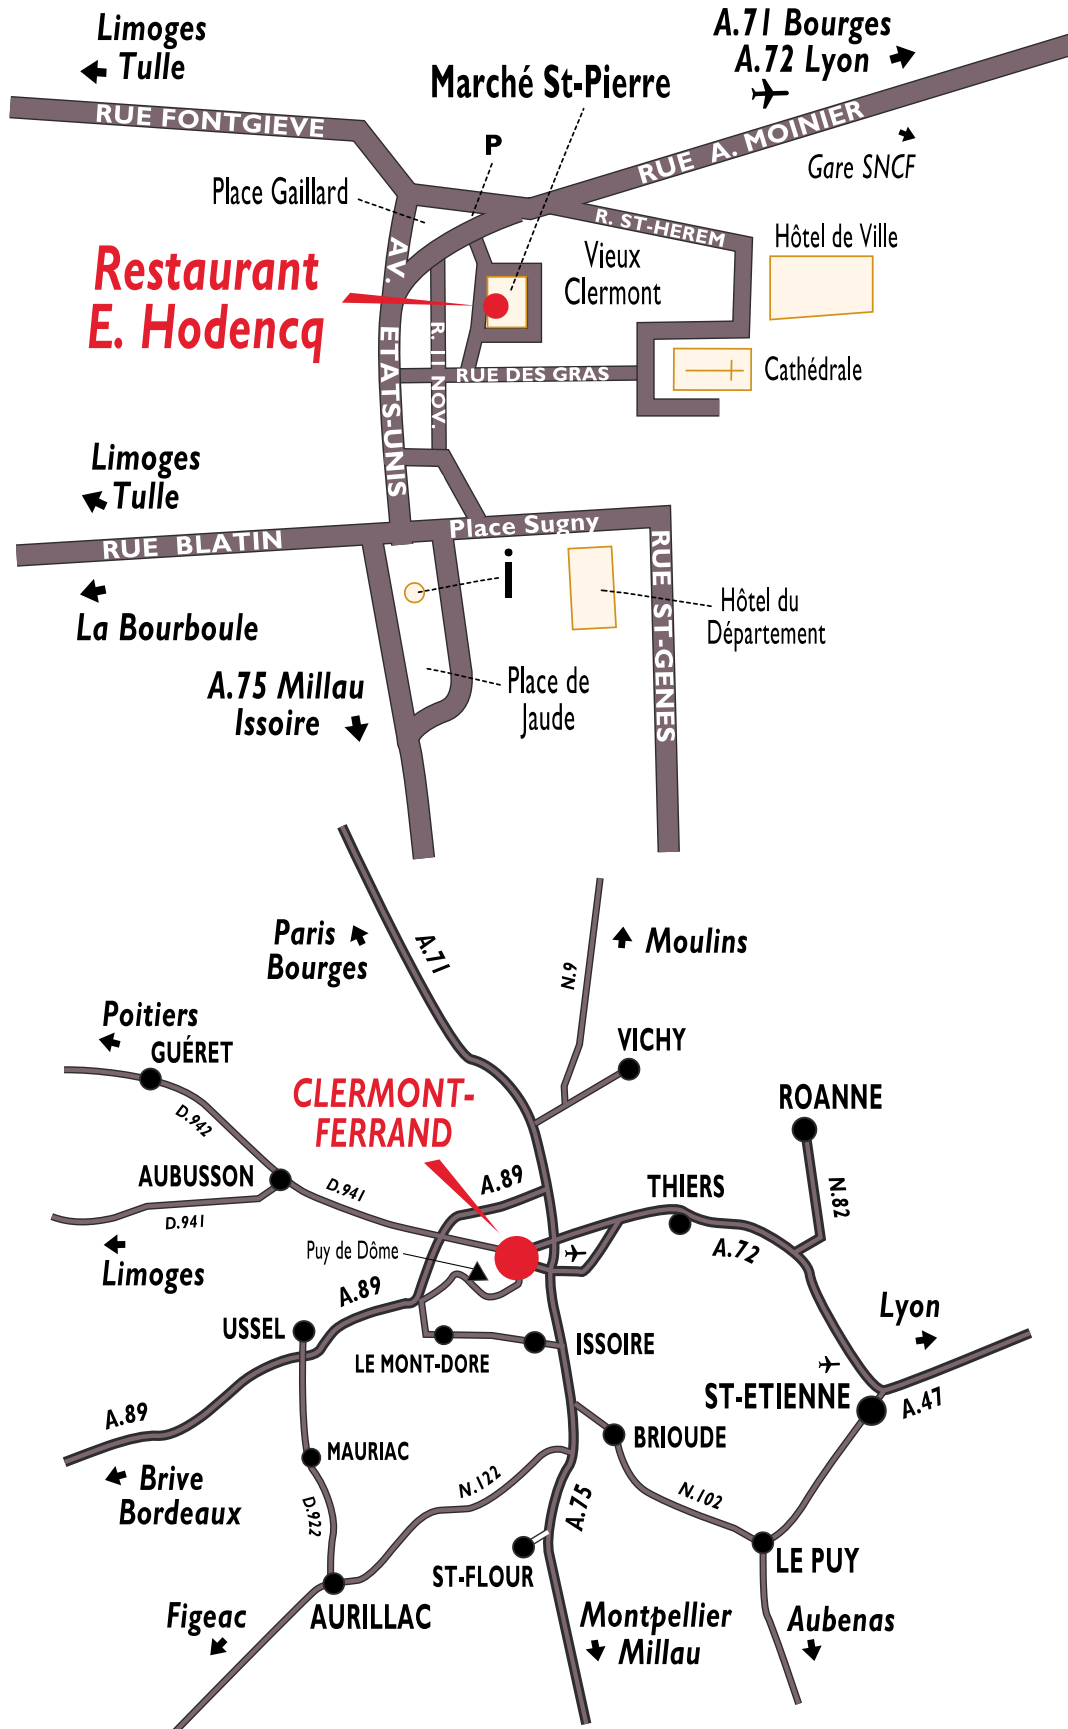 Limoges
Tulle
A.71 Bourges
A.72 Lyon
Marché St-Pierre
RUE FONTGIEVE
P
RUE A. MOINIER
Gare SNCF
Place Gaillard
R. ST-HEREM
Hôtel de Ville
AV. ETATS-UNIS
Vieux
Clermont
Restaurant
E. Hodencq
R. 11 NOV.
RUE DES GRAS
Cathédrale
Limoges
Tulle
Place Sugny
RUE BLATIN
i
RUE ST-GENES
Hôtel du
Département
La Bourboule
A.75 Millau
Issoire
Place de
Jaude
Paris
Bourges
A.71
Moulins
N.9
Poitiers
GUÉRET
VICHY
CLERMONT-
FERRAND
ROANNE
D.942
AUBUSSON
D.941
A.89
THIERS
N.82
D.941
A.72
Limoges
Puy de Dôme
A.89
Lyon
USSEL
LE MONT-DORE
ISSOIRE
ST-ETIENNE
A.47
A.89
BRIOUDE
MAURIAC
Brive
Bordeaux
N.122
N.102
D.922
A.75
ST-FLOUR
LE PUY
AURILLAC
Figeac
Montpellier
Millau
Aubenas